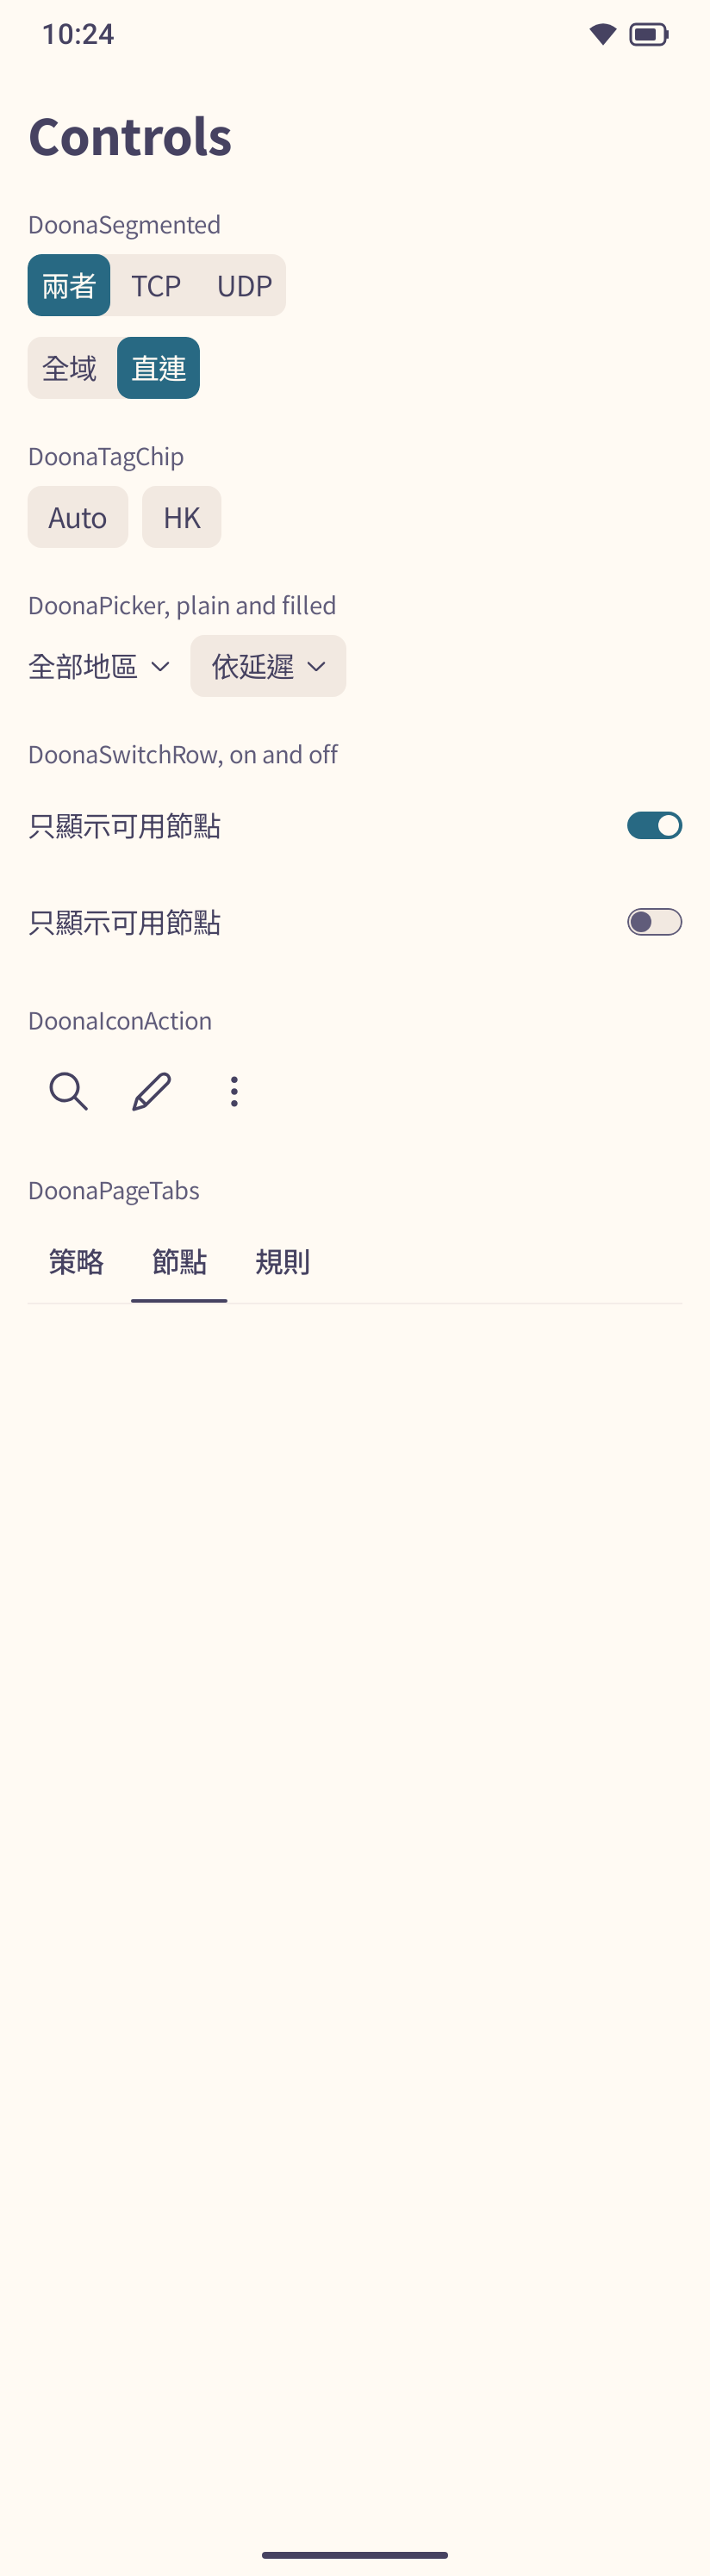 10:24
Controls
DoonaSegmented
兩者 TCP UDP
全域 直連
DoonaTagChip
Auto HK
DoonaPicker, plain and filled
全部地區 依延遲
DoonaSwitchRow, on and off
只顯示可用節點
只顯示可用節點
DoonaIconAction
DoonaPageTabs
策略 節點 規則